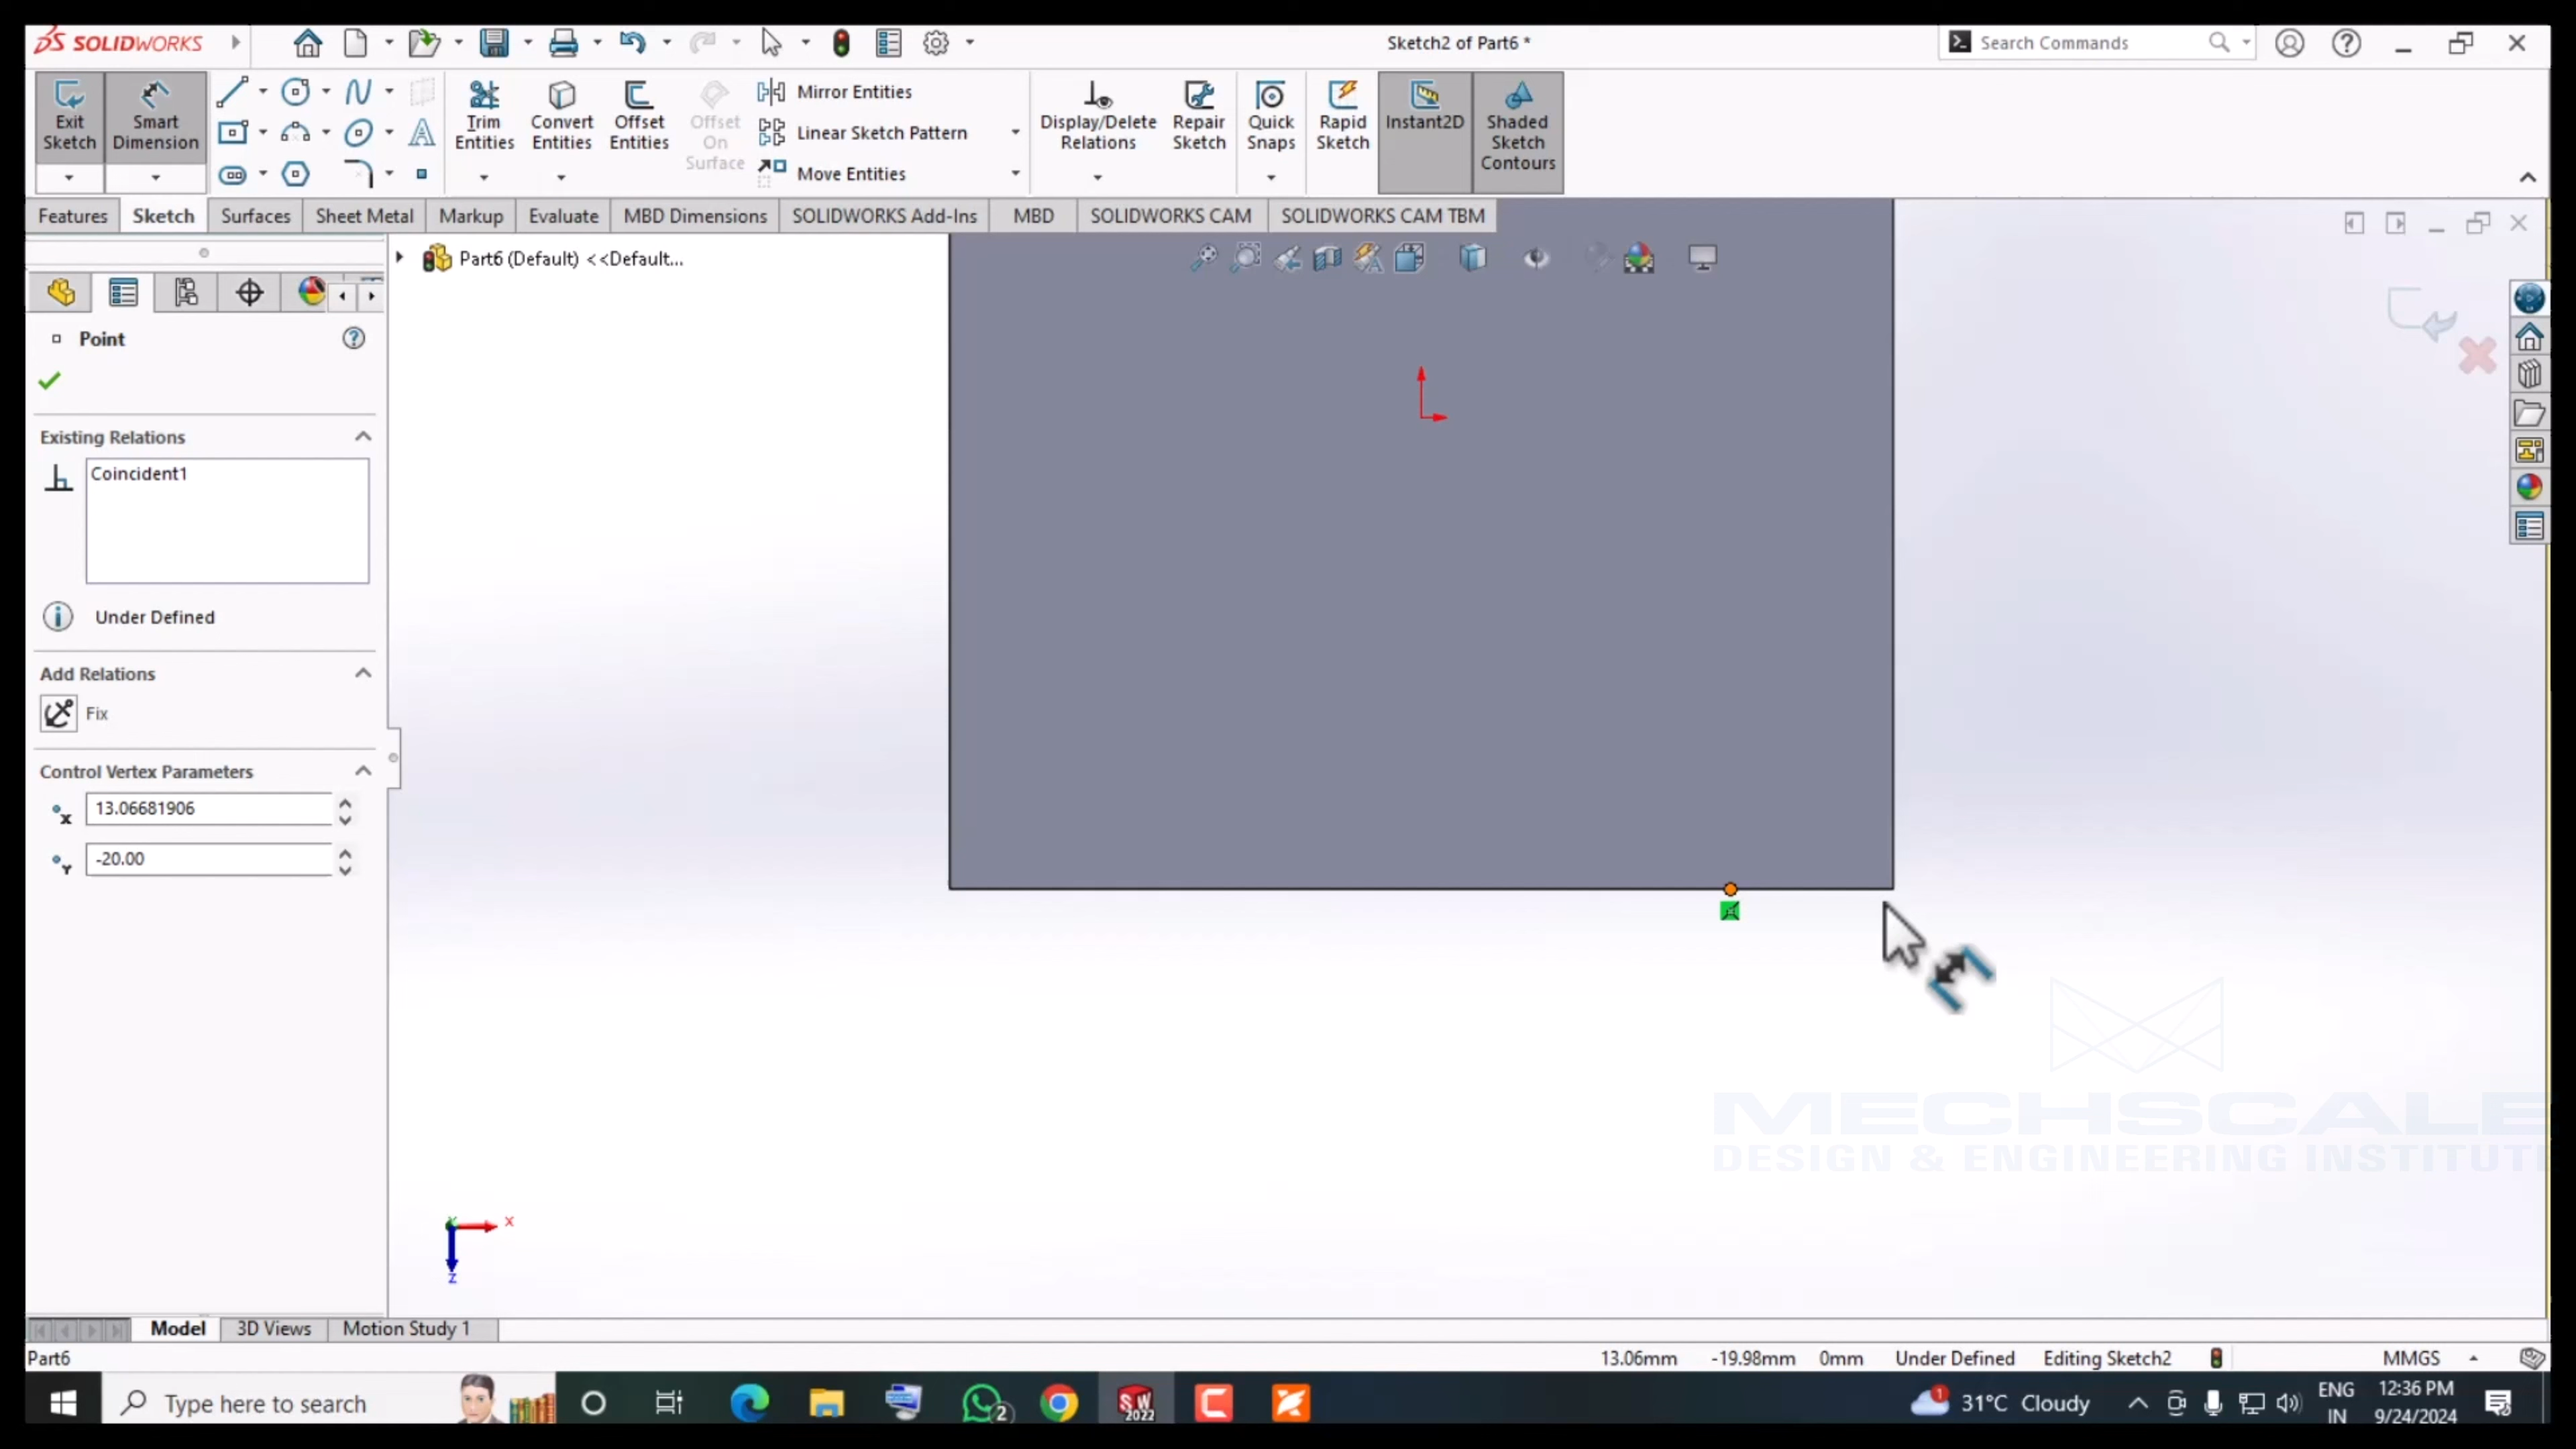 SOLIDWORKS
Sketch2 of Part6 *
Search Commands
Exit Sketch
Smart Dimension
Trim Entities
Convert Entities
Offset Entities
Offset On Surface
Mirror Entities
Linear Sketch Pattern
Move Entities
Display/Delete Relations
Repair Sketch
Quick Snaps
Rapid Sketch
Instant2D
Shaded Sketch Contours
Features
Sketch
Surfaces
Sheet Metal
Markup
Evaluate
MBD Dimensions
SOLIDWORKS Add-Ins
MBD
SOLIDWORKS CAM
SOLIDWORKS CAM TBM
Part6 (Default) <<Default...
Point
Existing Relations
Coincident1
Under Defined
Add Relations
Fix
Control Vertex Parameters
X
13.06681906
Y
-20.00
MECHSCALE
DESIGN & ENGINEERING INSTITUT
X
Z
Model
3D Views
Motion Study 1
Part6
13.06mm
-19.98mm
0mm
Under Defined
Editing Sketch2
MMGS
Type here to search
2
SW
2022
1
31°C Cloudy
ENG
IN
12:36 PM
9/24/2024